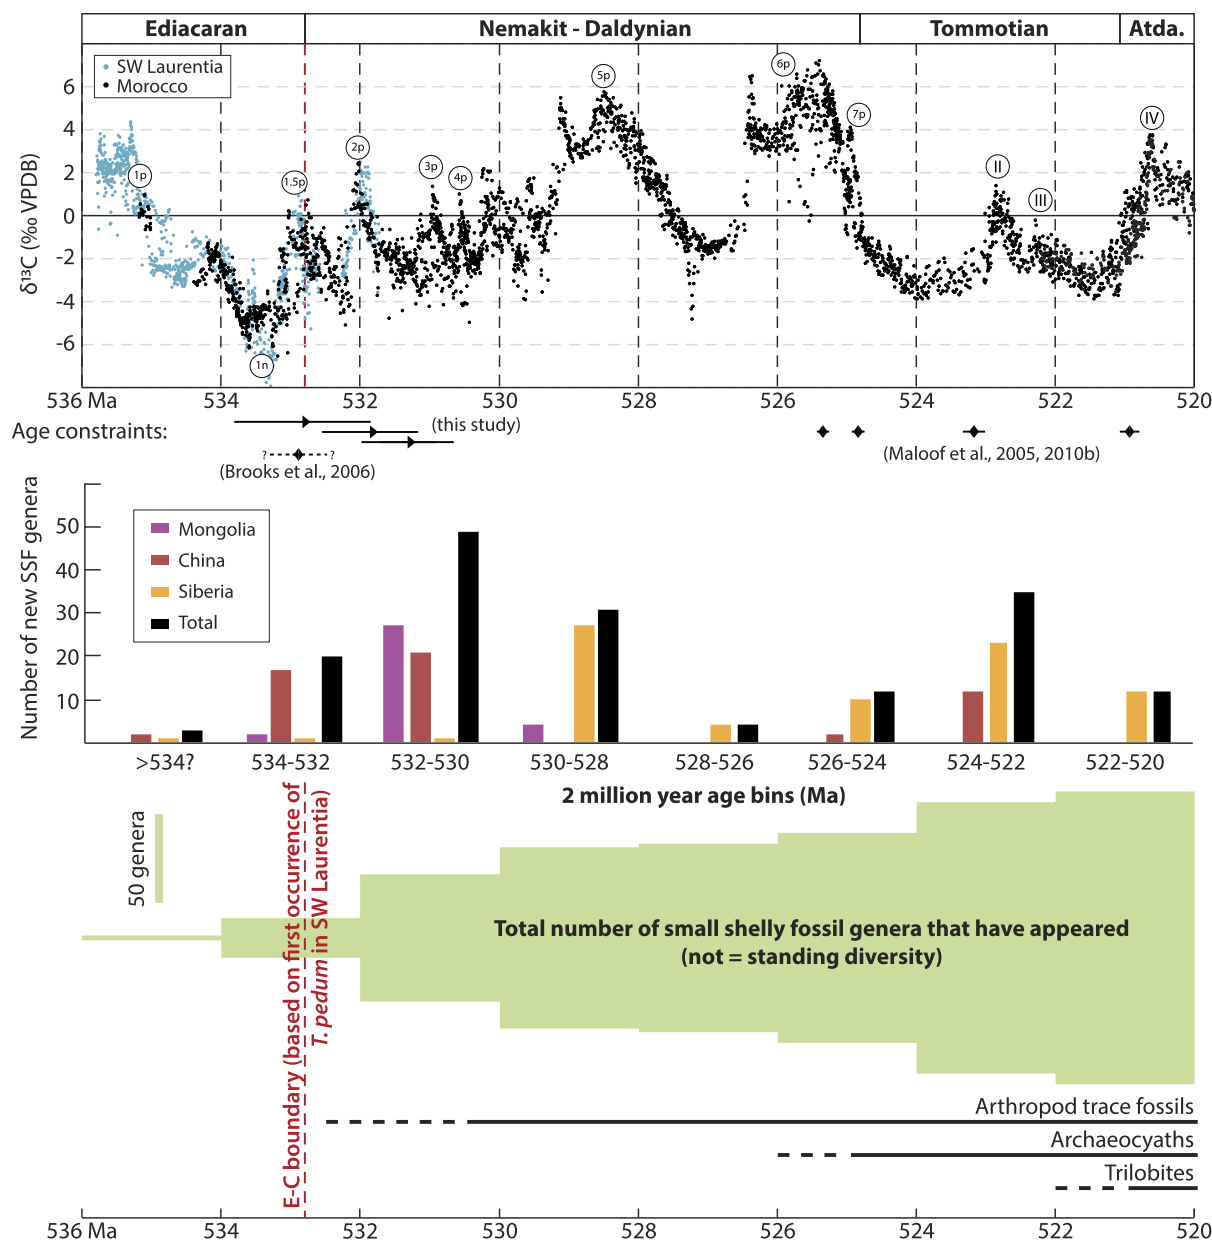 Ediacaran
Nemakit - Daldynian
Tommotian
Atda.
SW Laurentia
Morocco
δ¹³C (‰ VPDB)
6
4
2
0
-2
-4
-6
1p
1n
1.5p
2p
3p
4p
5p
6p
7p
II
III
IV
536 Ma
534
532
530
528
526
524
522
520
Age constraints:
(this study)
? ?
(Brooks et al., 2006)
(Maloof et al., 2005, 2010b)
Number of new SSF genera
50
40
30
20
10
Mongolia
China
Siberia
Total
>534?
534-532
532-530
530-528
528-526
526-524
524-522
522-520
2 million year age bins (Ma)
50 genera
E-C boundary (based on first occurrence of
T. pedum in SW Laurentia)
Total number of small shelly fossil genera that have appeared
(not = standing diversity)
Arthropod trace fossils
Archaeocyaths
Trilobites
536 Ma
534
532
530
528
526
524
522
520